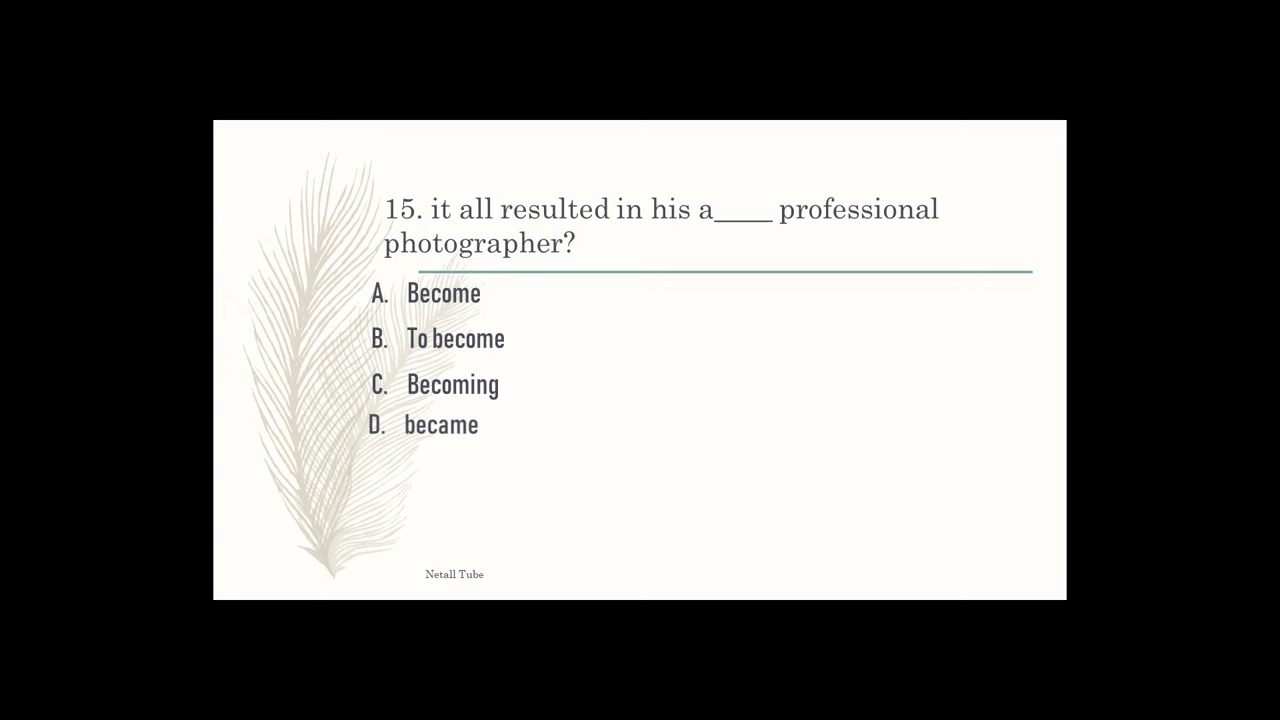 15. it all resulted in his a____ professional
photographer?
A. Become
B. To become
C. Becoming
D. became
Netall Tube